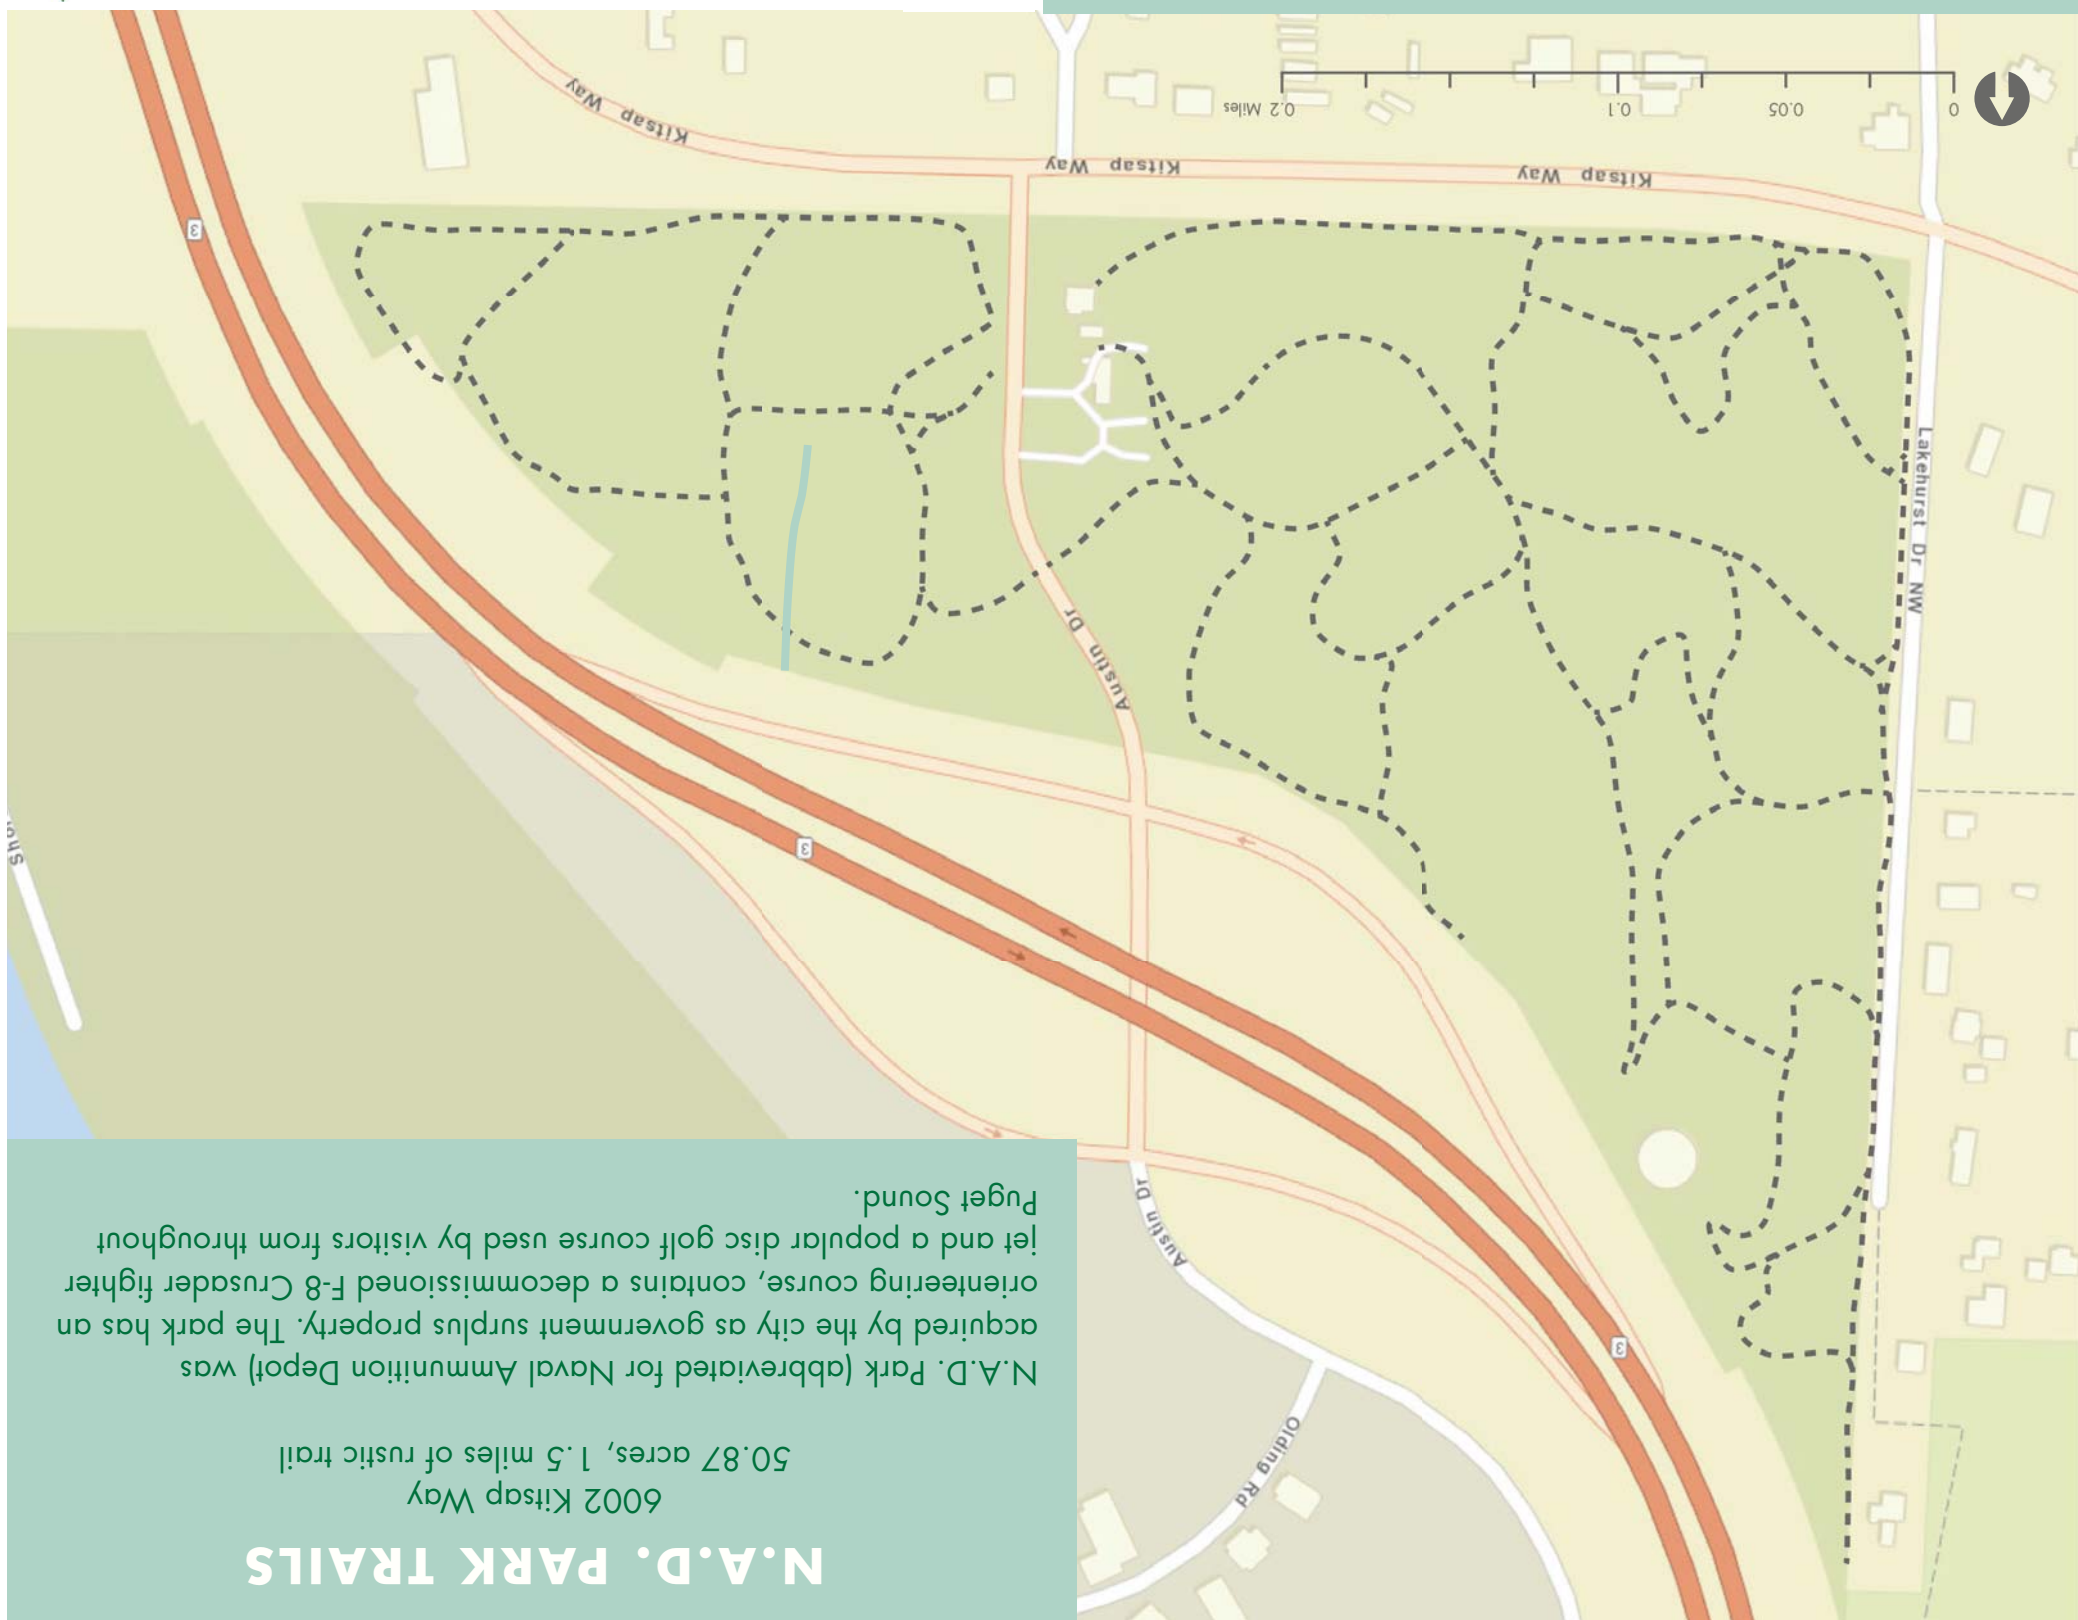 N.A.D. PARK TRAILS
6002 Kitsap Way
50.87 acres, 1.5 miles of rustic trail
N.A.D. Park (abbreviated for Naval Ammunition Depot) was
acquired by the city as government surplus property. The park has an
orienteering course, contains a decommissioned F-8 Crusader fighter
jet and a popular disc golf course used by visitors from throughout
Puget Sound.
Olding Rd
Austin Dr
3
3
Austin Dr
Lakehurst Dr NW
3
Kitsap Way
Kitsap Way
Kitsap Way
0
0.05
0.1
0.2 Miles